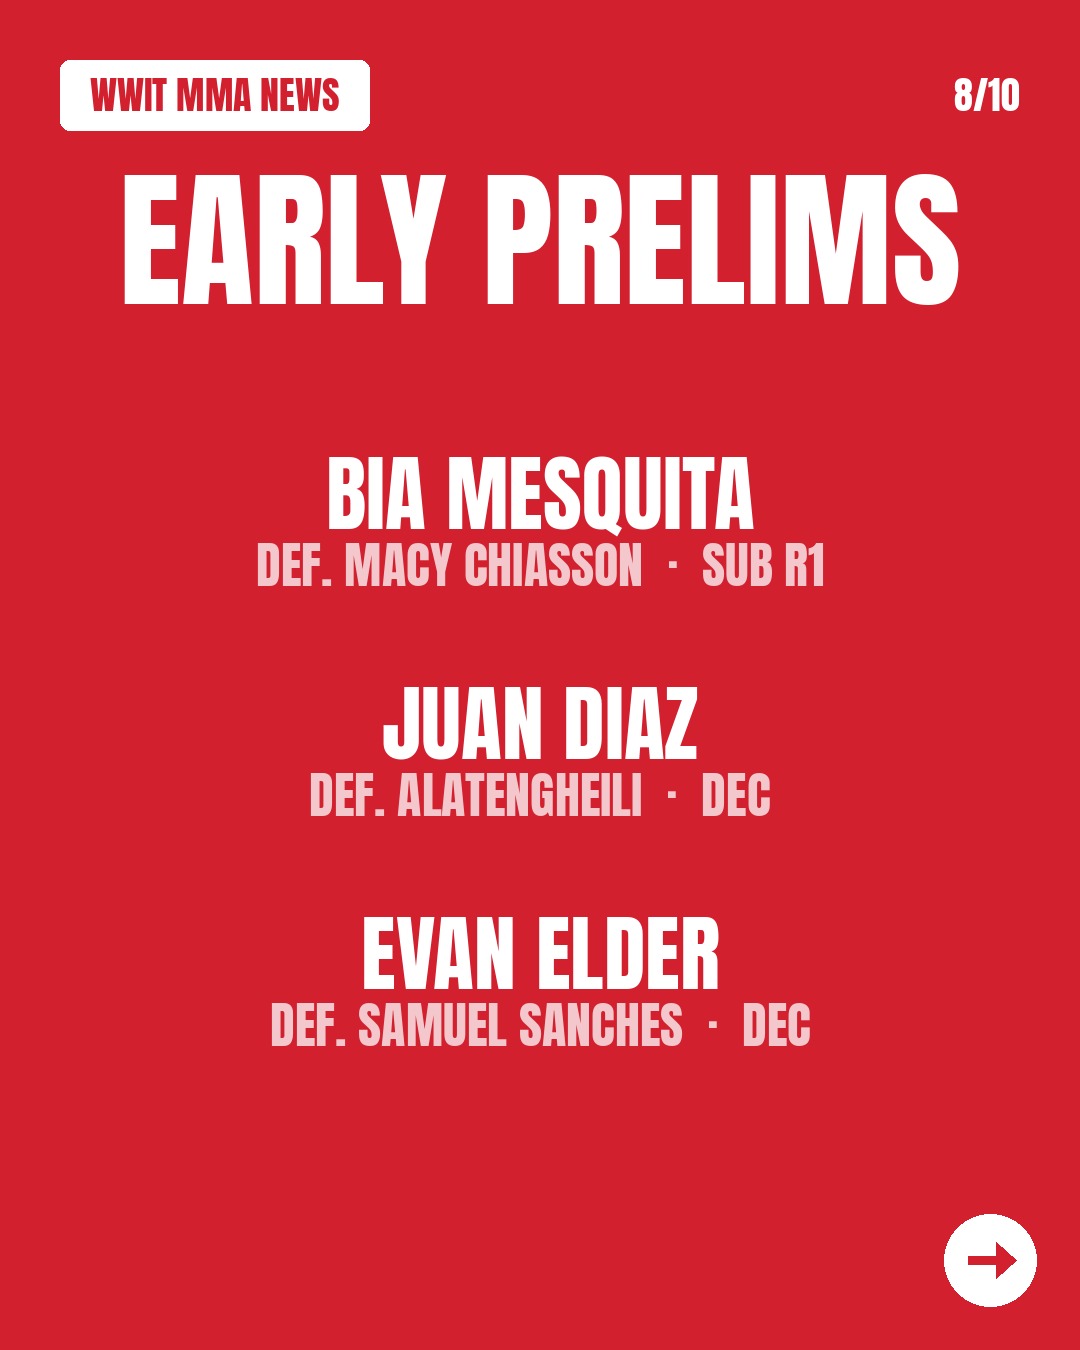 WWIT MMA NEWS
8/10
EARLY PRELIMS
BIA MESQUITA
DEF. MACY CHIASSON · SUB R1
JUAN DIAZ
DEF. ALATENGHEILI · DEC
EVAN ELDER
DEF. SAMUEL SANCHES · DEC